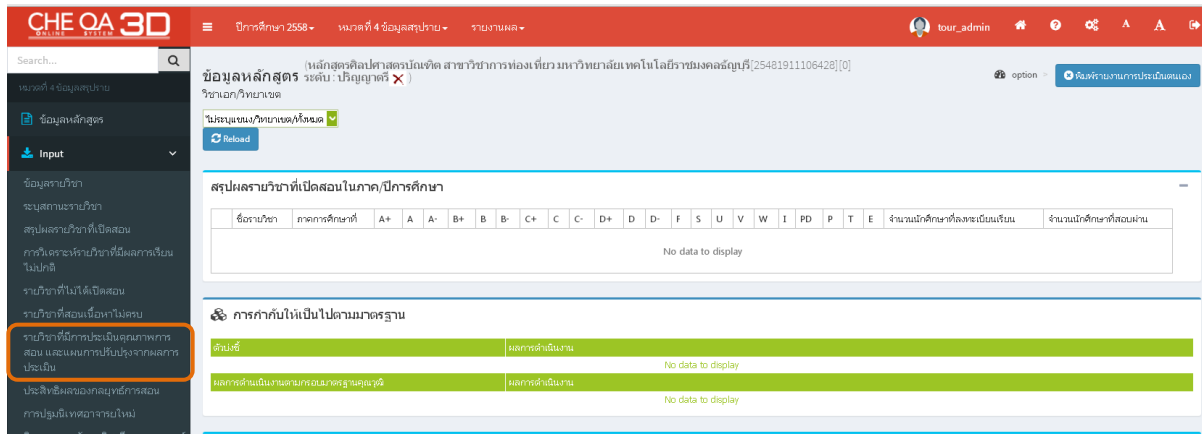 CHE QA 3D
ONLINE SYSTEM
ปีการศึกษา 2558
หมวดที่ 4 ข้อมูลสรุปราย
รายงานผล
tour_admin
A
A
Search...
หมวดที่ 4 ข้อมูลสรุปราย
ข้อมูลหลักสูตร
Input
ข้อมูลรายวิชา
ระบุสถานะรายวิชา
สรุปผลรายวิชาที่เปิดสอน
การวิเคราะห์รายวิชาที่มีผลการเรียน
ไม่ปกติ
รายวิชาที่ไม่ได้เปิดสอน
รายวิชาที่สอนเนื้อหาไม่ครบ
รายวิชาที่มีการประเมินคุณภาพการ
สอน และแผนการปรับปรุงจากผลการ
ประเมิน
ประสิทธิผลของกลยุทธ์การสอน
การปฐมนิเทศอาจารย์ใหม่
ข้อมูลหลักสูตร (หลักสูตรศิลปศาสตรบัณฑิต สาขาวิชาการท่องเที่ยว มหาวิทยาลัยเทคโนโลยีราชมงคลธัญบุรี[25481911106428][0]
ระดับ : ปริญญาตรี )
option >
พิมพ์รายงานการประเมินตนเอง
วิชาเอก/วิทยาเขต
ไม่ระบุแขนง/วิทยาเขต/ทั้งหมด
Reload
สรุปผลรายวิชาที่เปิดสอนในภาค/ปีการศึกษา
ชื่อรายวิชา ภาคการศึกษาที่ A+ A A- B+ B B- C+ C C- D+ D D- F S U V W I PD P T E จำนวนนักศึกษาที่ลงทะเบียนเรียน จำนวนนักศึกษาที่สอบผ่าน
No data to display
การกำกับให้เป็นไปตามมาตรฐาน
ตัวบ่งชี้ ผลการดำเนินงาน
No data to display
ผลการดำเนินงานตามกรอบมาตรฐานคุณวุฒิ ผลการดำเนินงาน
No data to display